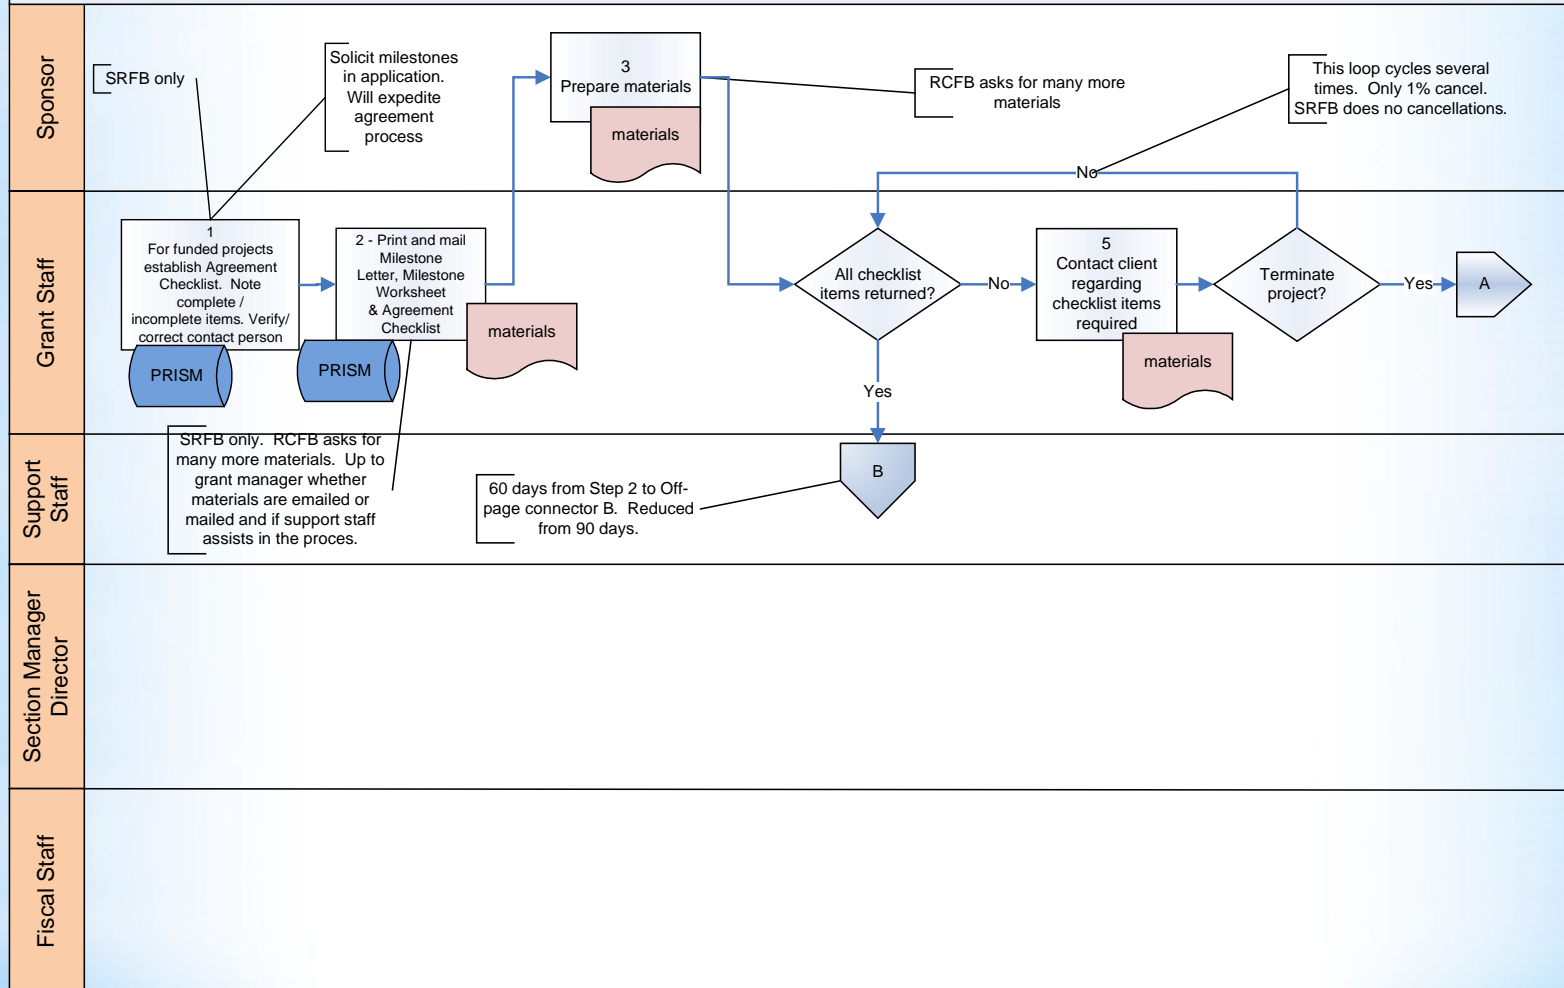 Sponsor
SRFB only
Solicit milestones
in application.
Will expedite
agreement
process
3
Prepare materials
materials
RCFB asks for many more
materials
This loop cycles several
times.  Only 1% cancel.
SRFB does no cancellations.
No
Grant Staff
1
For funded projects
establish Agreement
Checklist.  Note
complete /
incomplete items. Verify/
correct contact person
PRISM
2 - Print and mail
Milestone
Letter, Milestone
Worksheet
& Agreement
Checklist
PRISM
materials
All checklist
items returned?
No
Yes
5
Contact client
regarding
checklist items
required
materials
Terminate
project?
Yes
A
Support
Staff
SRFB only.  RCFB asks for
many more materials.  Up to
grant manager whether
materials are emailed or
mailed and if support staff
assists in the proces.
60 days from Step 2 to Off-
page connector B.  Reduced
from 90 days.
B
Section Manager
Director
Fiscal Staff